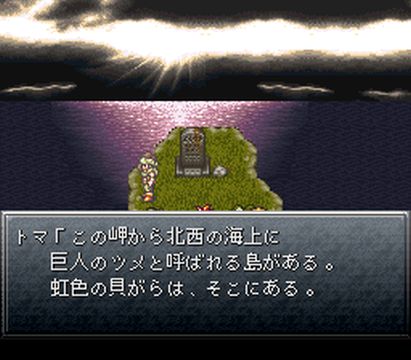 トマ「この岬から北西の海上に
巨人のツメと呼ばれる島がある。
虹色の貝がらは、そこにある。